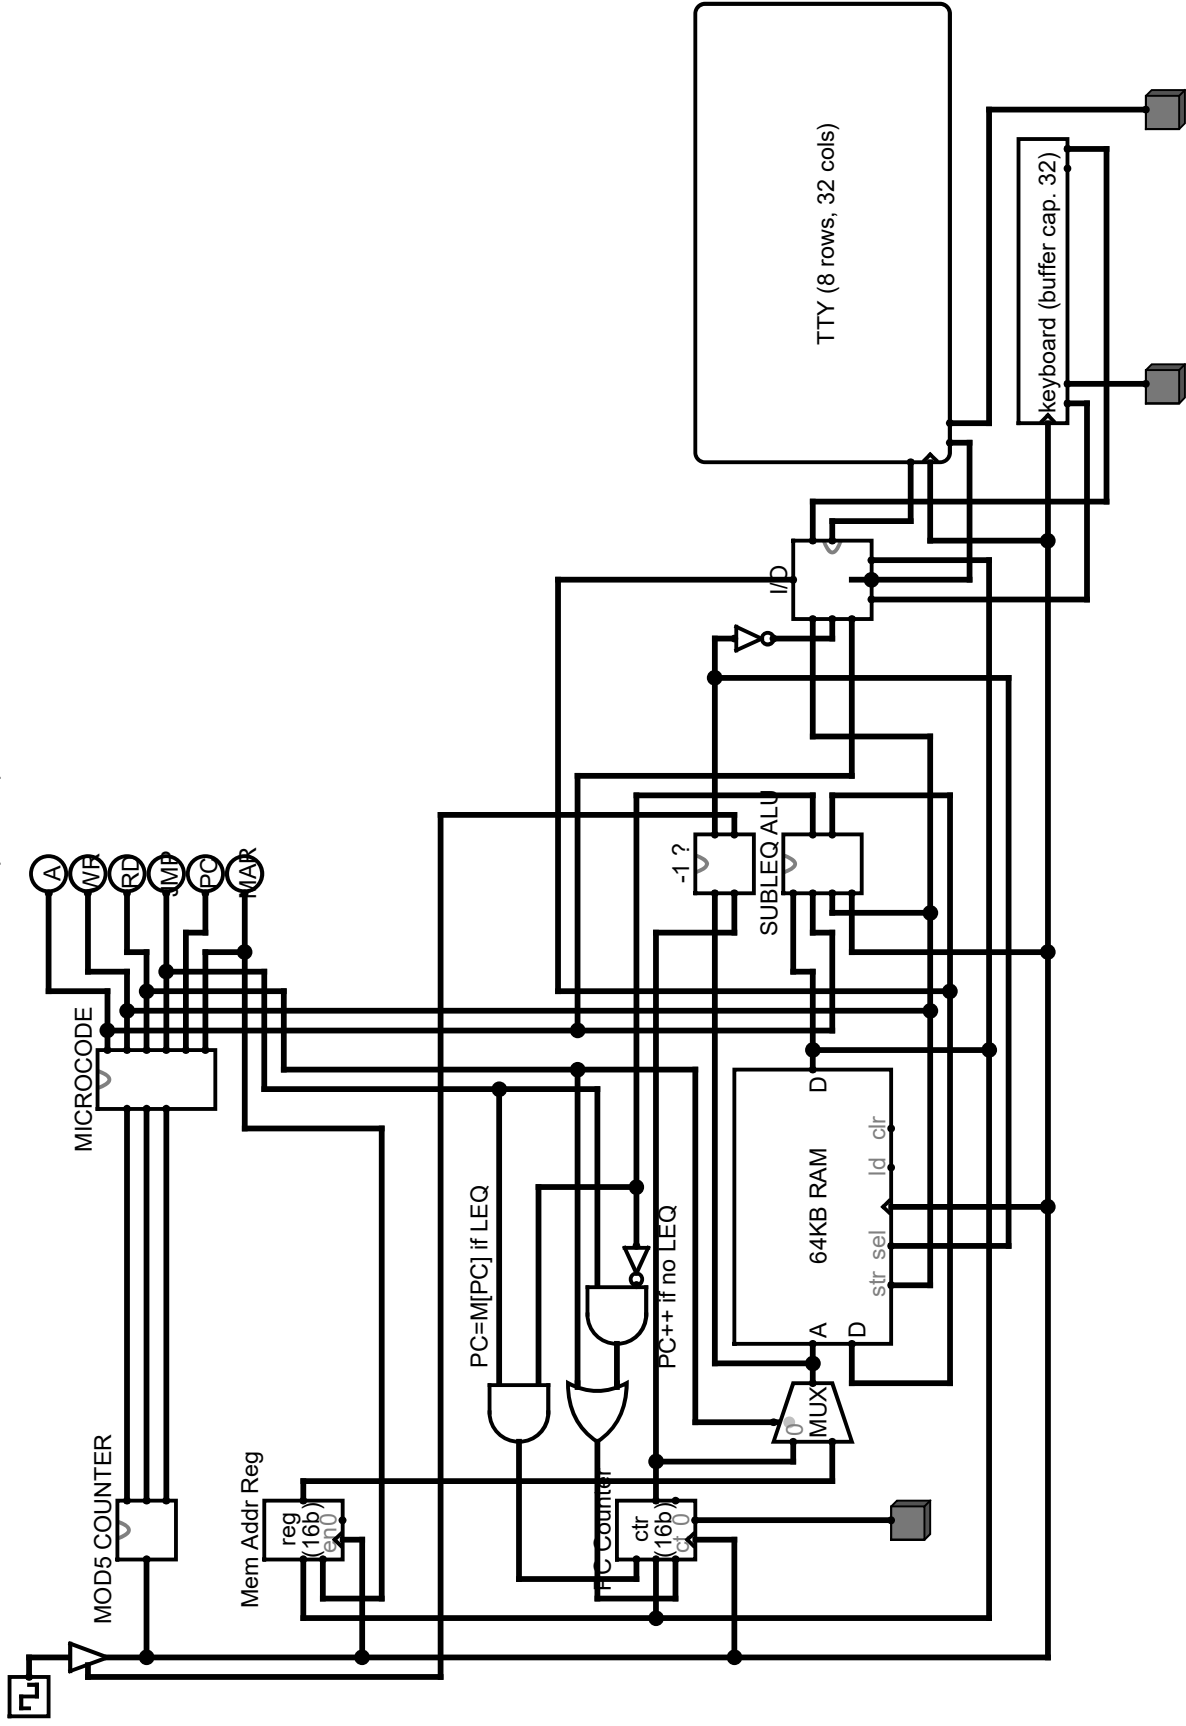 MOD5 COUNTER
MICROCODE
A
WR
RD
JMP
PC
MAR
Mem Addr Reg
reg
(16b)
en0
PC Counter
ctr
(16b)
ct 0
PC=M[PC] if LEQ
PC++ if no LEQ
0
MUX
A
D
64KB RAM
D
str sel ld clr
-1 ?
SUBLEQ ALU
I/O
TTY (8 rows, 32 cols)
keyboard (buffer cap. 32)